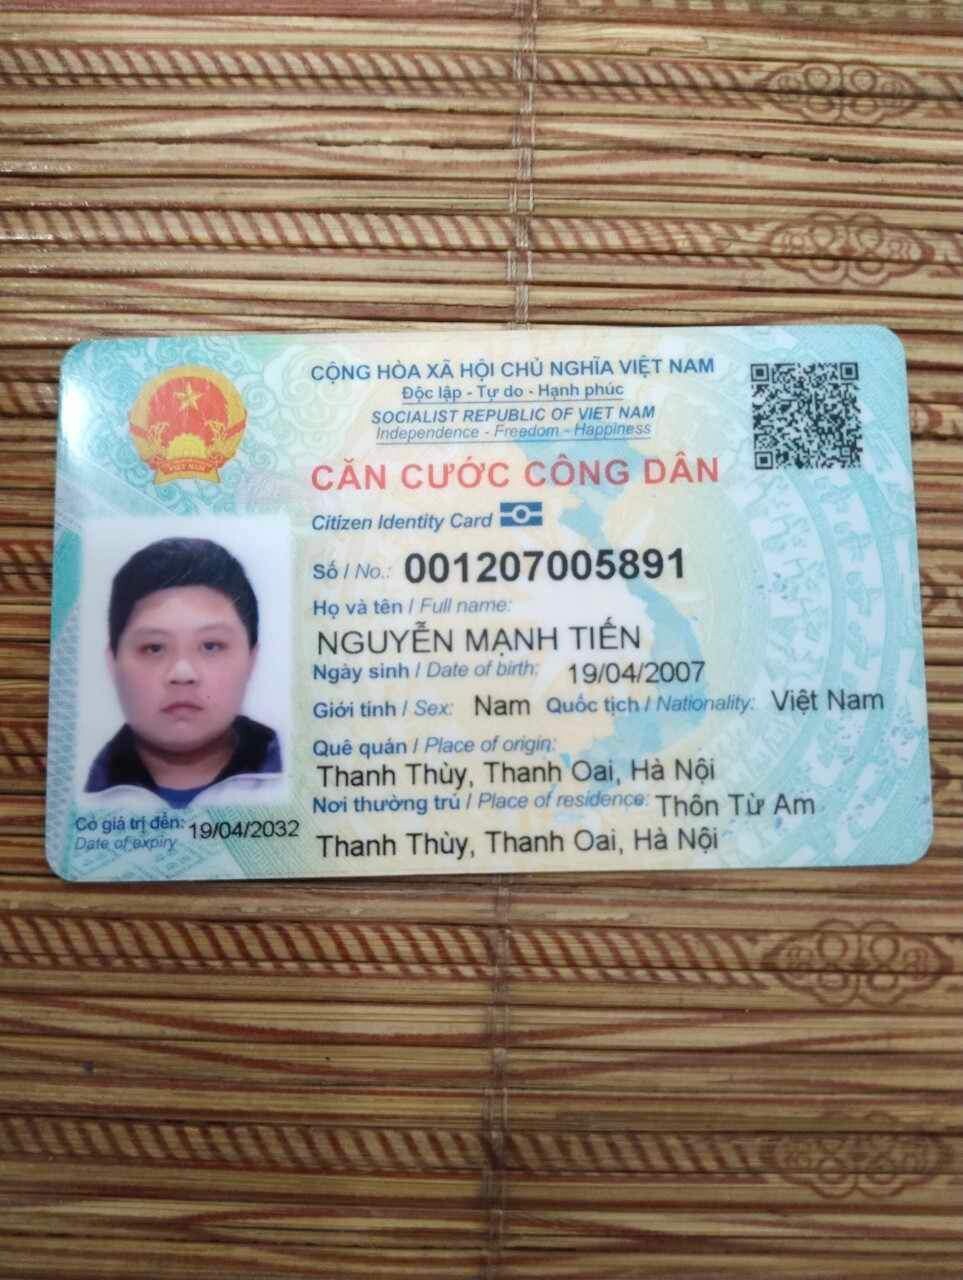 CỘNG HÒA XÃ HỘI CHỦ NGHĨA VIỆT NAM
Độc lập - Tự do - Hạnh phúc
SOCIALIST REPUBLIC OF VIET NAM
Independence - Freedom - Happiness
CĂN CƯỚC CÔNG DÂN
Citizen Identity Card
Số / No.: 001207005891
Họ và tên / Full name:
NGUYỄN MẠNH TIẾN
Ngày sinh / Date of birth: 19/04/2007
Giới tính / Sex: Nam Quốc tịch / Nationality: Việt Nam
Quê quán / Place of origin:
Thanh Thùy, Thanh Oai, Hà Nội
Nơi thường trú / Place of residence: Thôn Từ Am
Thanh Thùy, Thanh Oai, Hà Nội
Có giá trị đến: 19/04/2032
Date of expiry
VIỆT NAM